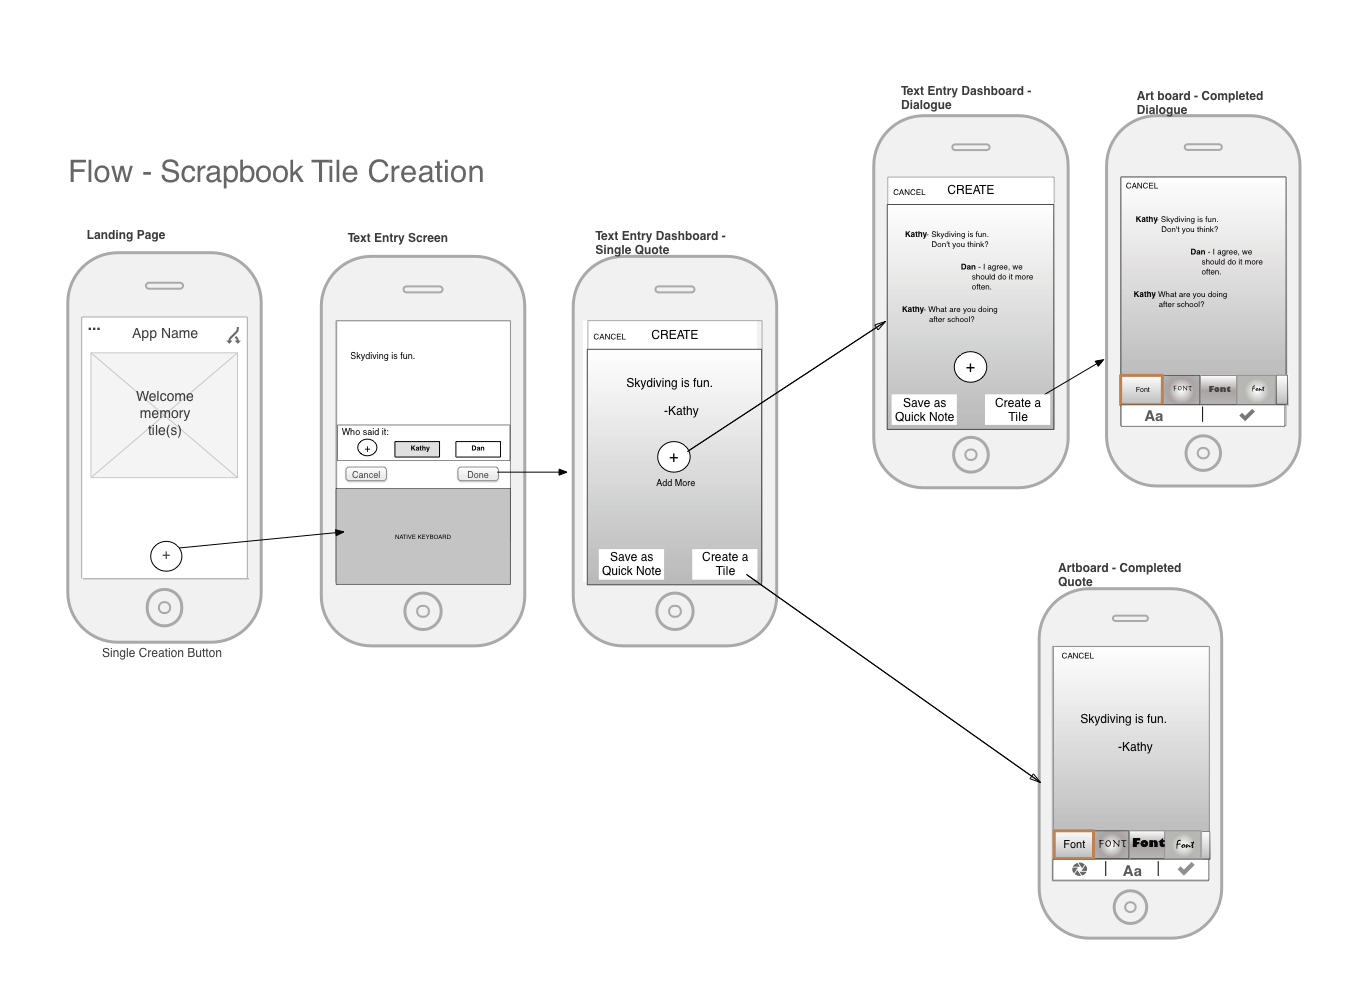 Flow - Scrapbook Tile Creation
Landing Page
...
App Name
Welcome
memory
tile(s)
+
Single Creation Button
Text Entry Screen
Skydiving is fun.
Who said it:
+
Kathy
Dan
Cancel
Done
NATIVE KEYBOARD
Text Entry Dashboard -
Single Quote
CANCEL
CREATE
Skydiving is fun.
-Kathy
+
Add More
Save as
Quick Note
Create a
Tile
Text Entry Dashboard -
Dialogue
CANCEL
CREATE
Kathy- Skydiving is fun.
Don't you think?
Dan - I agree, we
should do it more
often.
Kathy- What are you doing
after school?
+
Save as
Quick Note
Create a
Tile
Art board - Completed
Dialogue
CANCEL
Kathy- Skydiving is fun.
Don't you think?
Dan - I agree, we
should do it more
often.
Kathy What are you doing
after school?
Font
FONT
Font
Font
Aa
Artboard - Completed
Quote
CANCEL
Skydiving is fun.
-Kathy
Font
FONT
Font
Font
Aa